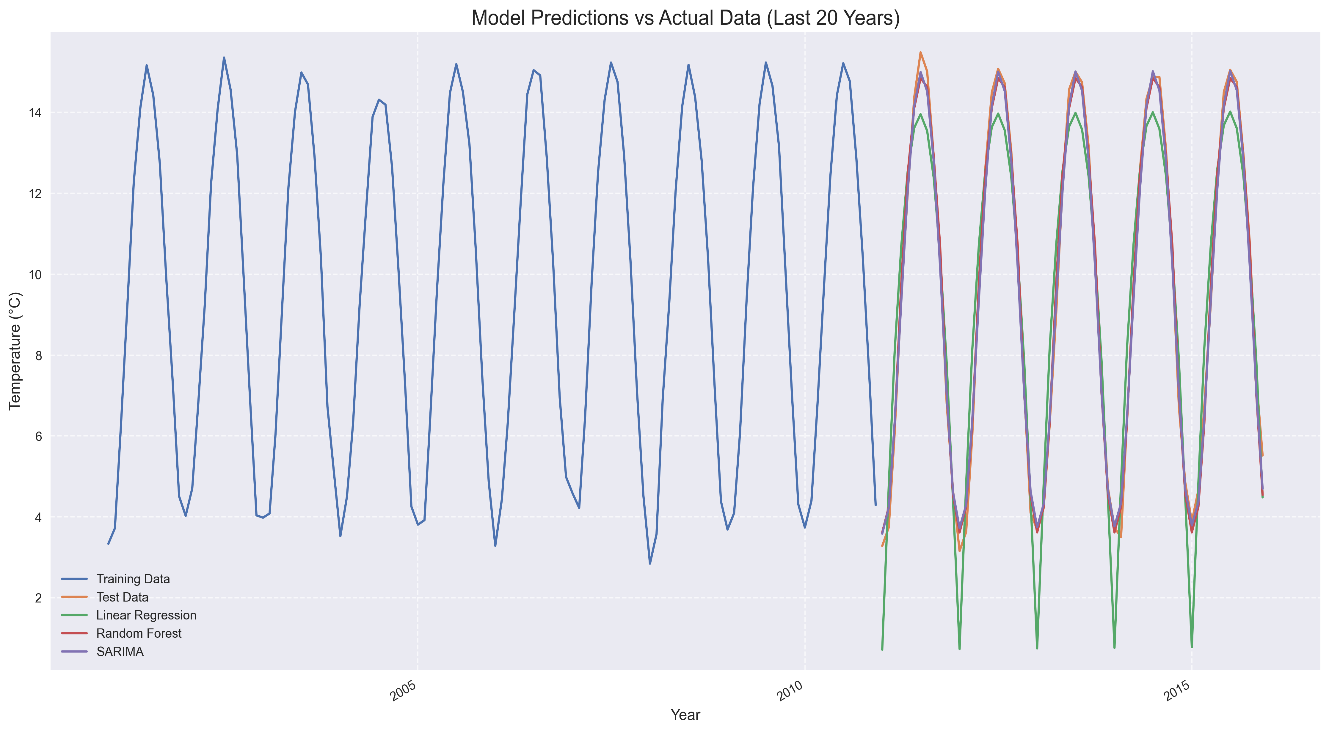 Model Predictions vs Actual Data (Last 20 Years)
Temperature (°C)
14
12
10
8
6
4
2
Training Data
Test Data
Linear Regression
Random Forest
SARIMA
2005
2010
2015
Year